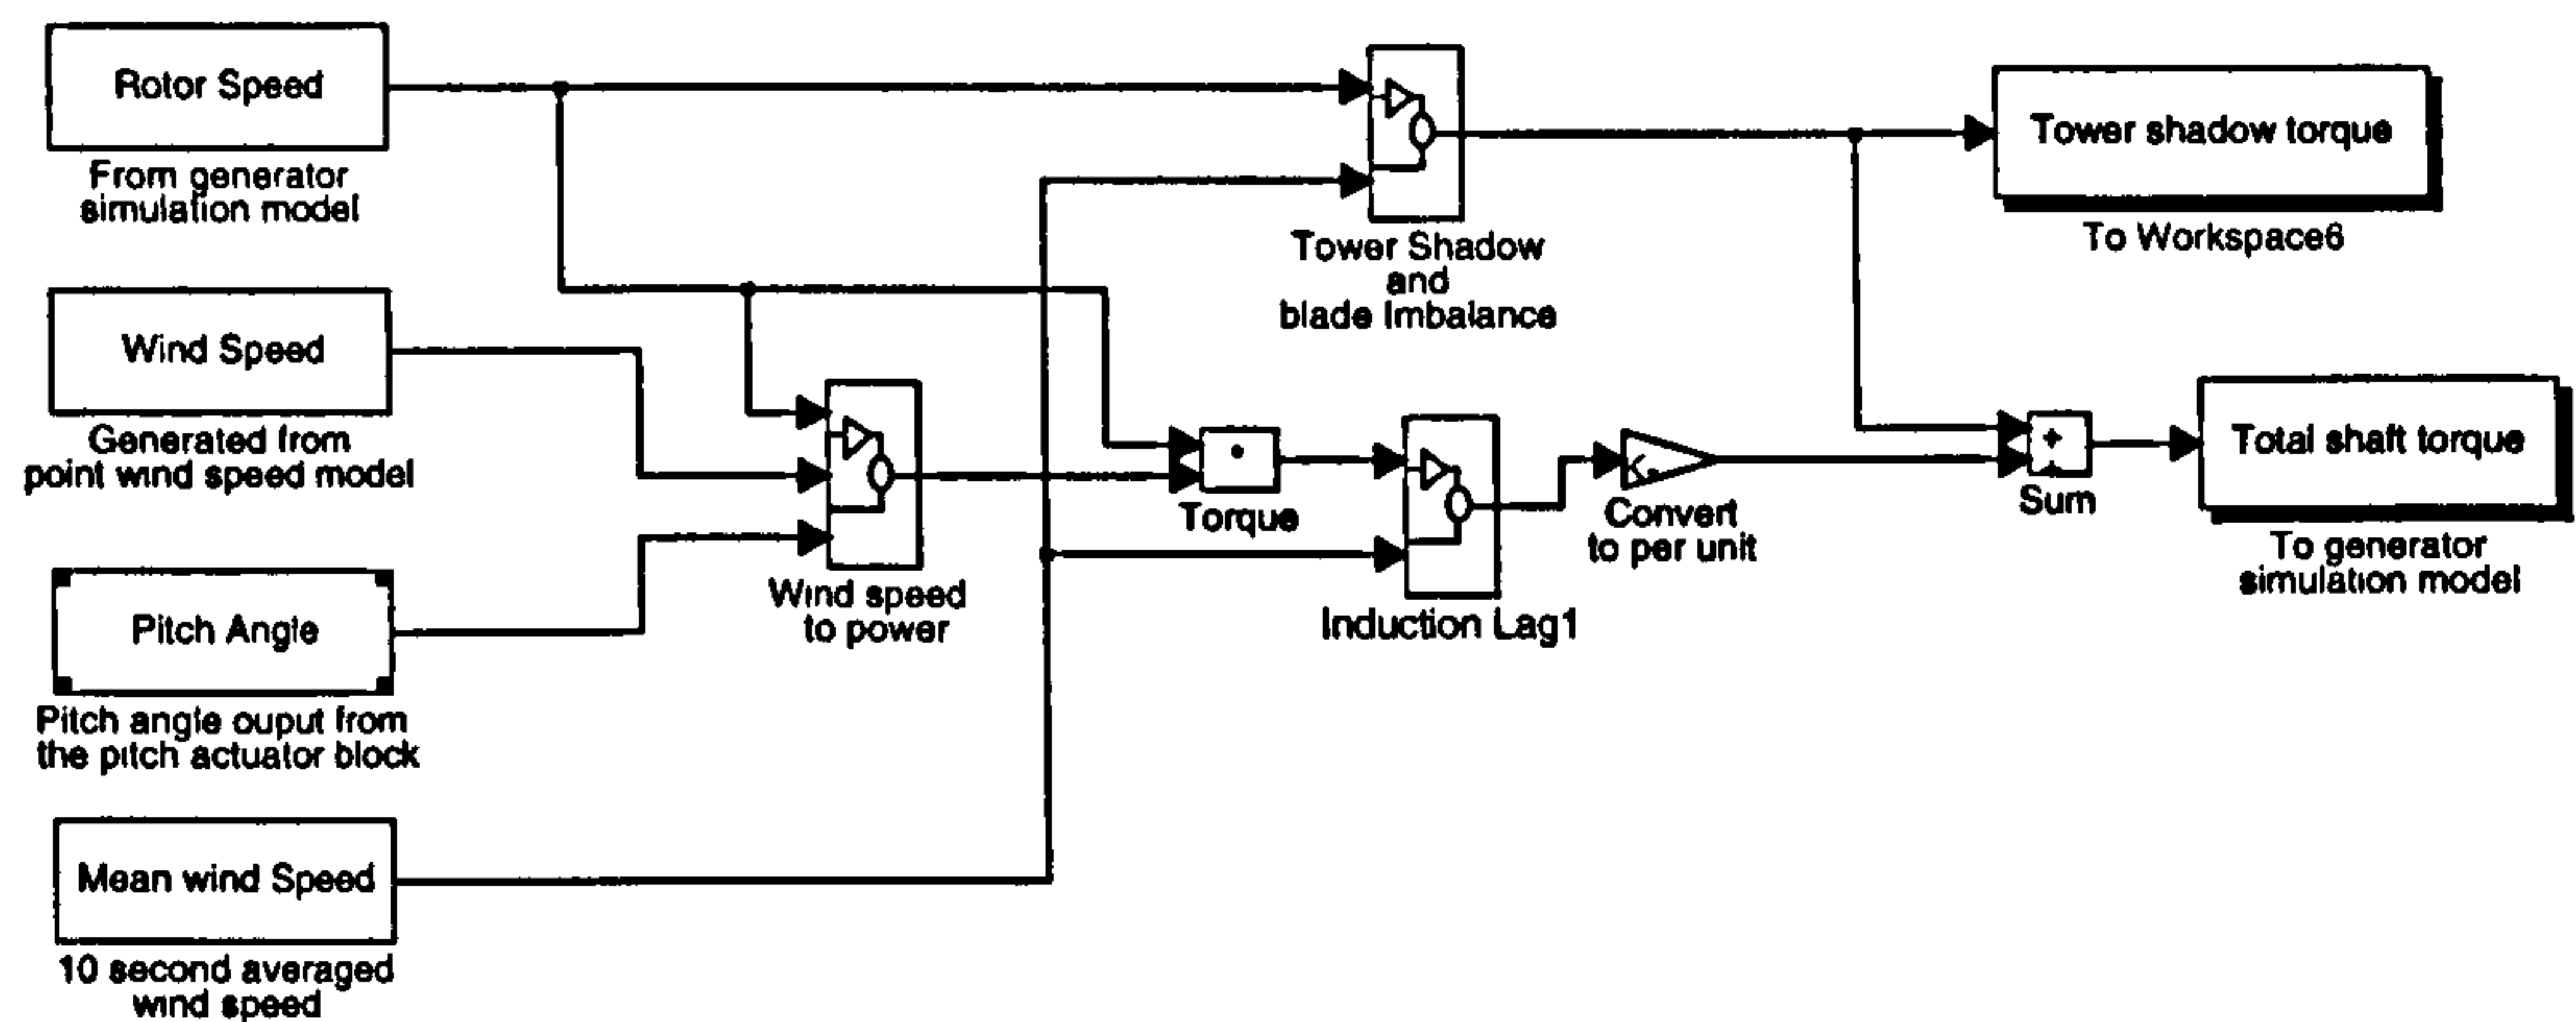 Rotor Speed
From generator
simulation model
Wind Speed
Generated from
point wind speed model
Pitch Angle
Pitch angle ouput from
the pitch actuator block
Mean wind Speed
10 second averaged
wind speed
Wind speed
to power
Tower Shadow
and
blade Imbalance
Torque
Induction Lag1
Convert
to per unit
Tower shadow torque
To Workspace6
+
+
Sum
Total shaft torque
To generator
simulation model